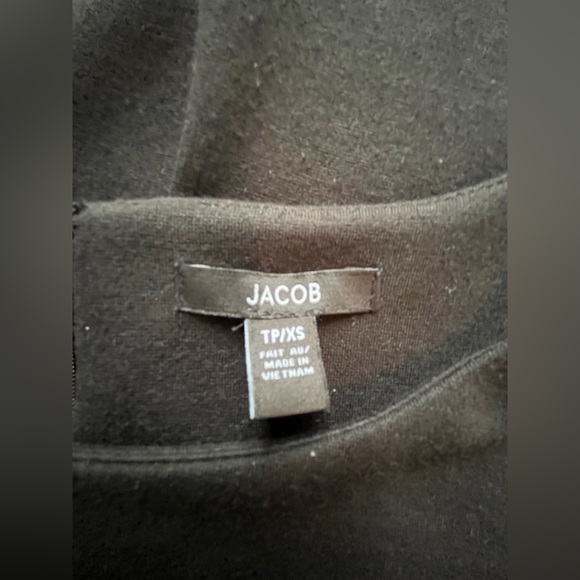 JACOB
TP/XS
FAIT AU/
MADE IN
VIETNAM